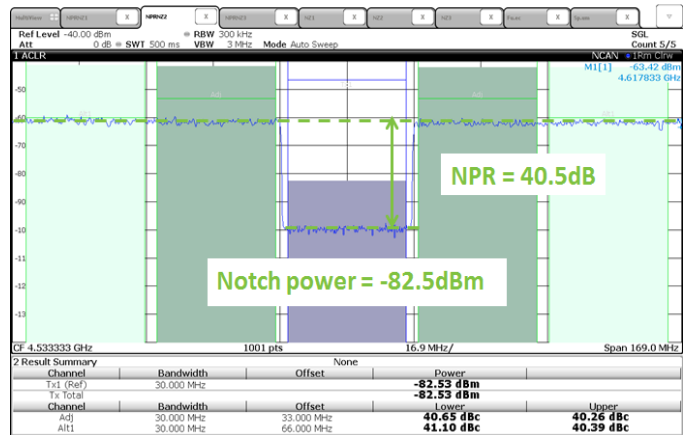 MultiView NPRNZ1 X NPRNZ2 X NPRNZ3 X NZ1 X NZ2 X NZ3 X X X
Ref Level -40.00 dBm RBW 300 kHz SGL
Att 0 dB SWT 500 ms VBW 3 MHz Mode Auto Sweep Count 5/5
1 ACLR NCAN 1Rm Clrw
M1[1] -63.42 dBm
4.617833 GHz
-50
Adj
Adj
-60
-70
NPR = 40.5dB
-80
-90
-10
Notch power = -82.5dBm
-11
-12
-13
CF 4.533333 GHz 1001 pts 16.9 MHz/ Span 169.0 MHz
2 Result Summary None
Channel Bandwidth Offset Power
Tx1 (Ref) 30.000 MHz -82.53 dBm
Tx Total -82.53 dBm
Channel Bandwidth Offset Lower Upper
Adj 30.000 MHz 33.000 MHz 40.65 dBc 40.26 dBc
Alt1 30.000 MHz 66.000 MHz 41.10 dBc 40.39 dBc